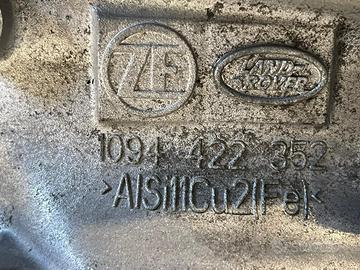 ZF
LAND-
ROVER
1094 422 352
>AlSi11Cu2(Fe)<